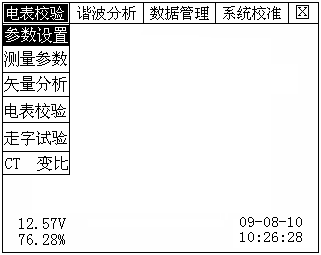 电表校验 谐波分析 数据管理 系统校准 ☒
参数设置
测量参数
矢量分析
电表校验
走字试验
CT 变比
12.57V 09-08-10
76.28% 10:26:28